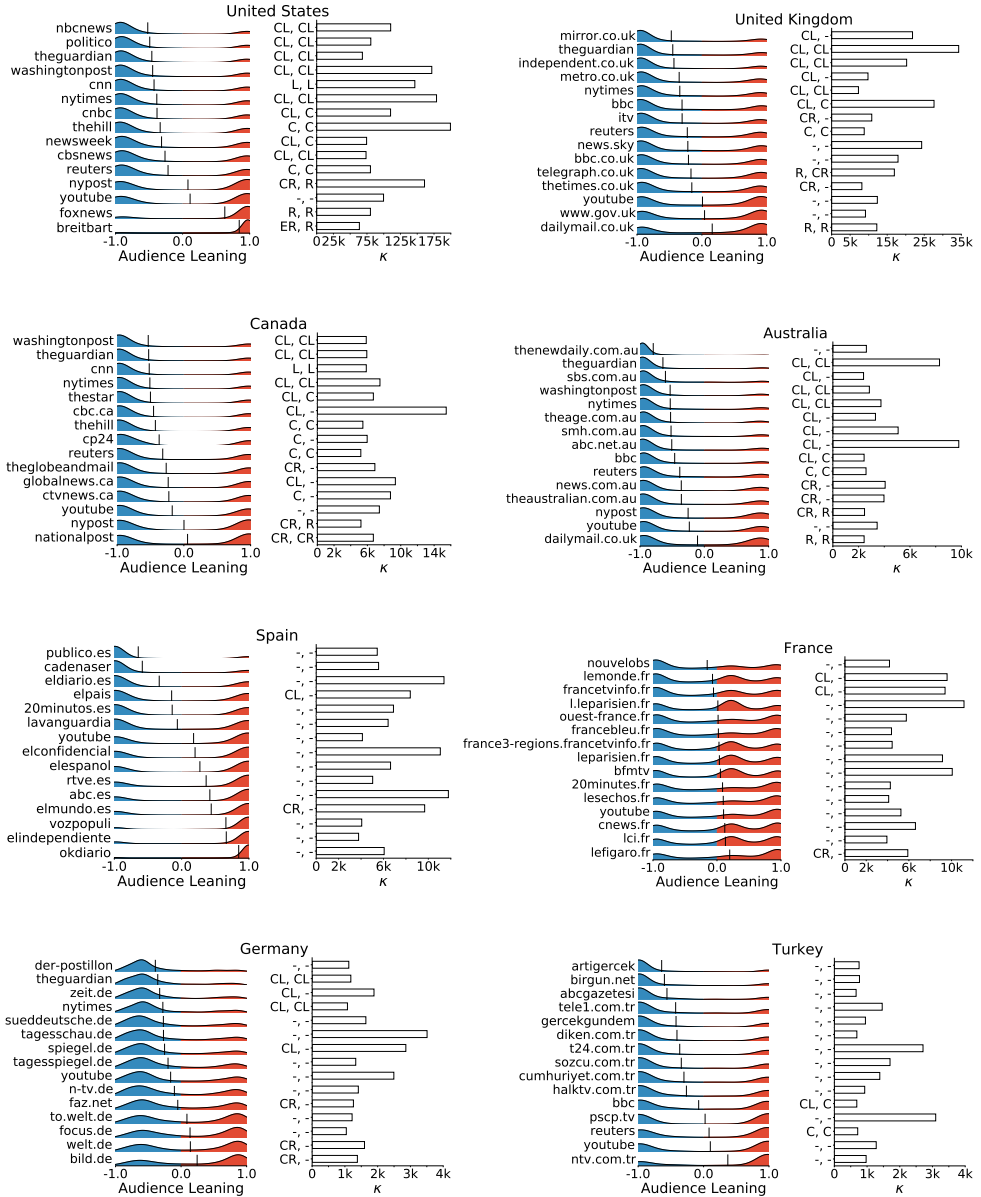 United States
nbcnews CL, CL
politico CL, CL
theguardian CL, CL
washingtonpost CL, CL
cnn L, L
nytimes CL, CL
cnbc CL, C
thehill C, C
newsweek CL, C
cbsnews CL, CL
reuters C, C
nypost CR, R
youtube -, -
foxnews R, R
breitbart ER, R
-1.0 0.0 1.0 0 25k 75k 125k 175k
Audience Leaning κ
United Kingdom
mirror.co.uk CL, -
theguardian CL, CL
independent.co.uk CL, CL
metro.co.uk CL, -
nytimes CL, CL
bbc CL, C
itv CR, -
reuters C, C
news.sky -, -
bbc.co.uk -, -
telegraph.co.uk R, CR
thetimes.co.uk CR, -
youtube -, -
www.gov.uk -, -
dailymail.co.uk R, R
-1.0 0.0 1.0 0 5k 15k 25k 35k
Audience Leaning κ
Canada
washingtonpost CL, CL
theguardian CL, CL
cnn L, L
nytimes CL, CL
thestar CL, C
cbc.ca CL, -
thehill C, C
cp24 C, -
reuters C, C
theglobeandmail CR, -
globalnews.ca CL, -
ctvnews.ca C, -
youtube -, -
nypost CR, R
nationalpost CR, CR
-1.0 0.0 1.0 0 2k 6k 10k 14k
Audience Leaning κ
Australia
thenewdaily.com.au -, -
theguardian CL, CL
sbs.com.au CL, -
washingtonpost CL, CL
nytimes CL, CL
theage.com.au CL, -
smh.com.au CL, -
abc.net.au CL, -
bbc CL, C
reuters C, C
news.com.au CR, -
theaustralian.com.au CR, -
nypost CR, R
youtube -, -
dailymail.co.uk R, R
-1.0 0.0 1.0 0 2k 6k 10k
Audience Leaning κ
Spain
publico.es -, -
cadenaser -, -
eldiario.es -, -
elpais CL, -
20minutos.es -, -
lavanguardia -, -
youtube -, -
elconfidencial -, -
elespanol -, -
rtve.es -, -
abc.es -, -
elmundo.es CR, -
vozpopuli -, -
elindependiente -, -
okdiario -, -
-1.0 0.0 1.0 0 2k 6k 10k
Audience Leaning κ
France
nouvelobs -, -
lemonde.fr CL, -
francetvinfo.fr CL, -
l.leparisien.fr -, -
ouest-france.fr -, -
francebleu.fr -, -
france3-regions.francetvinfo.fr -, -
leparisien.fr -, -
bfmtv -, -
20minutes.fr -, -
lesechos.fr -, -
youtube -, -
cnews.fr -, -
lci.fr -, -
lefigaro.fr CR, -
-1.0 0.0 1.0 0 2k 6k 10k
Audience Leaning κ
Germany
der-postillon -, -
theguardian CL, CL
zeit.de CL, -
nytimes CL, CL
sueddeutsche.de -, -
tagesschau.de -, -
spiegel.de CL, -
tagesspiegel.de -, -
youtube -, -
n-tv.de -, -
faz.net CR, -
to.welt.de -, -
focus.de -, -
welt.de CR, -
bild.de CR, -
-1.0 0.0 1.0 0 1k 2k 3k 4k
Audience Leaning κ
Turkey
artigercek -, -
birgun.net -, -
abcgazetesi -, -
tele1.com.tr -, -
gercekgundem -, -
diken.com.tr -, -
t24.com.tr -, -
sozcu.com.tr -, -
cumhuriyet.com.tr -, -
halktv.com.tr -, -
bbc CL, C
pscp.tv -, -
reuters C, C
youtube -, -
ntv.com.tr -, -
-1.0 0.0 1.0 0 1k 2k 3k 4k
Audience Leaning κ